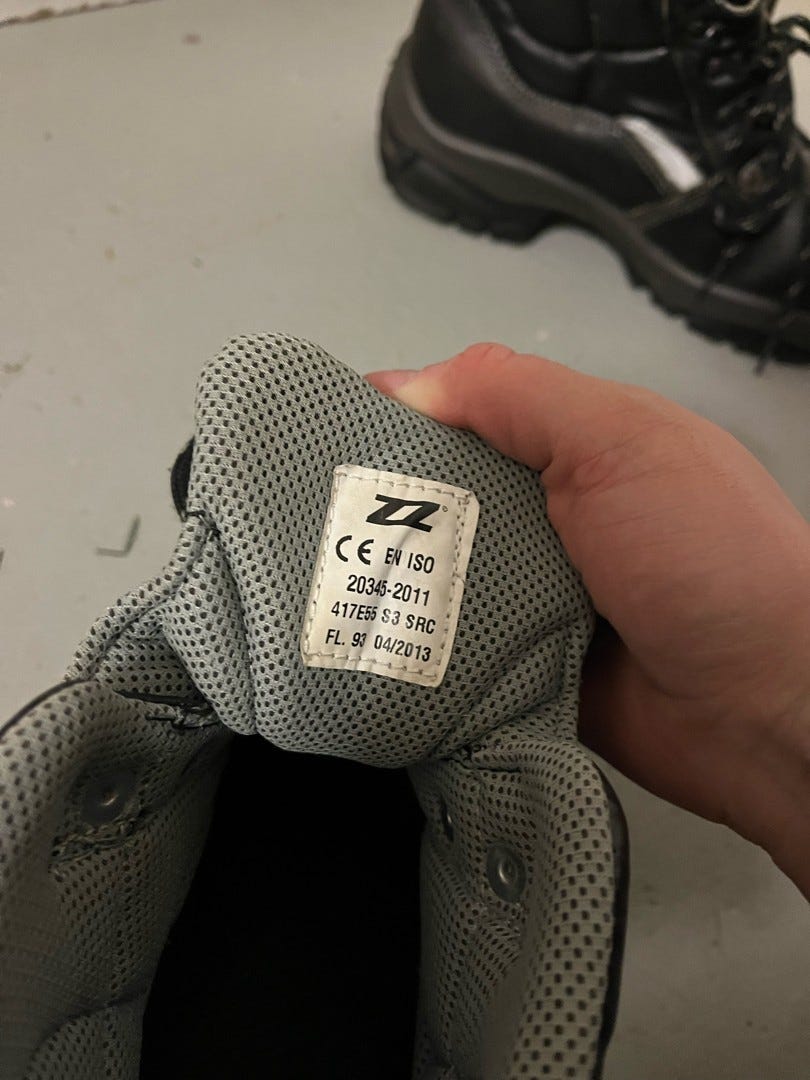 CE EN ISO
20345-2011
417E55 S3 SRC
FL. 93 04/2013